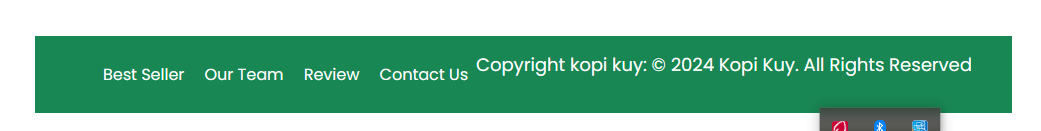 Best Seller Our Team Review Contact Us Copyright kopi kuy: © 2024 Kopi Kuy. All Rights Reserved